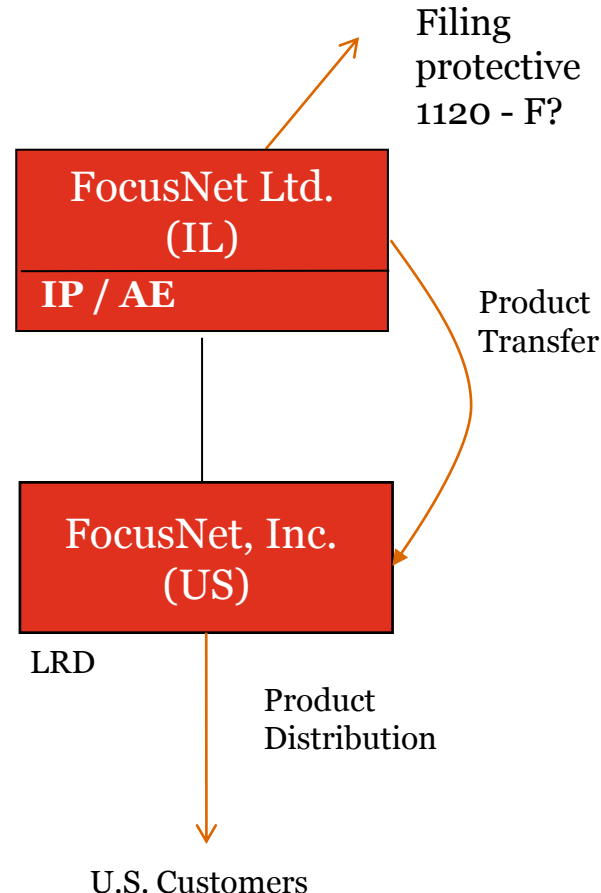 Filing
protective
1120 - F?
FocusNet Ltd.
(IL)
IP / AE
Product
Transfer
FocusNet, Inc.
(US)
LRD
Product
Distribution
U.S. Customers